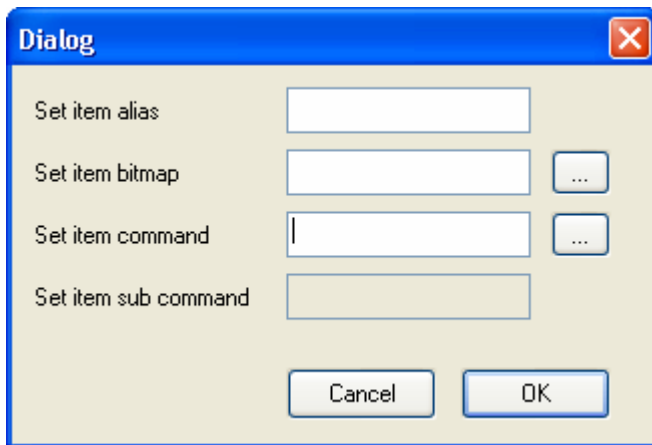 Dialog
Set item alias
Set item bitmap
...
Set item command
...
Set item sub command
Cancel
OK